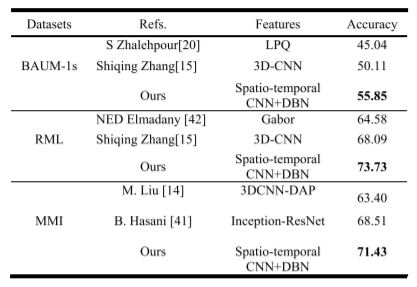 Datasets Refs. Features Accuracy
S Zhalehpour[20] LPQ 45.04
BAUM-1s Shiqing Zhang[15] 3D-CNN 50.11
Ours Spatio-temporal CNN+DBN 55.85
NED Elmadany [42] Gabor 64.58
RML Shiqing Zhang[15] 3D-CNN 68.09
Ours Spatio-temporal CNN+DBN 73.73
M. Liu [14] 3DCNN-DAP 63.40
MMI B. Hasani [41] Inception-ResNet 68.51
Ours Spatio-temporal CNN+DBN 71.43